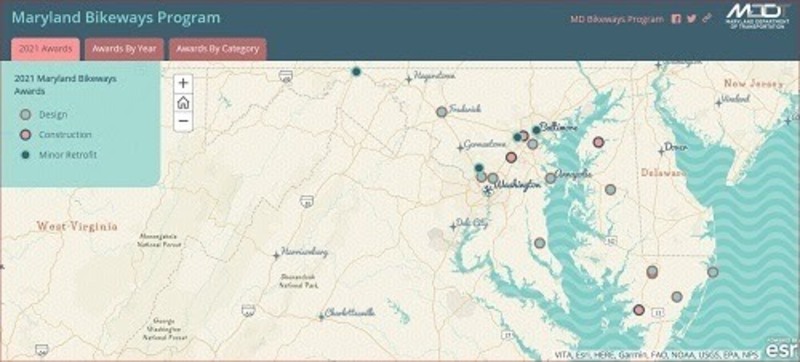 Maryland Bikeways Program
MD Bikeways Program
MDOT
MARYLAND DEPARTMENT
OF TRANSPORTATION
2021 Awards
Awards By Year
Awards By Category
2021 Maryland Bikeways
Awards
Design
Construction
Minor Retrofit
+
−
Hagerstown
New Jersey
Vineland
Frederick
Baltimore
Germantown
Dover
Delaware
Annapolis
Washington
Dale City
West Virginia
Monongahela
National Forest
Harrisonburg
Shenandoah
National Park
Charlottesville
George
Washington
National Forest
VITA, Esri, HERE, Garmin, FAO, NOAA, USGS, EPA, NPS
esri